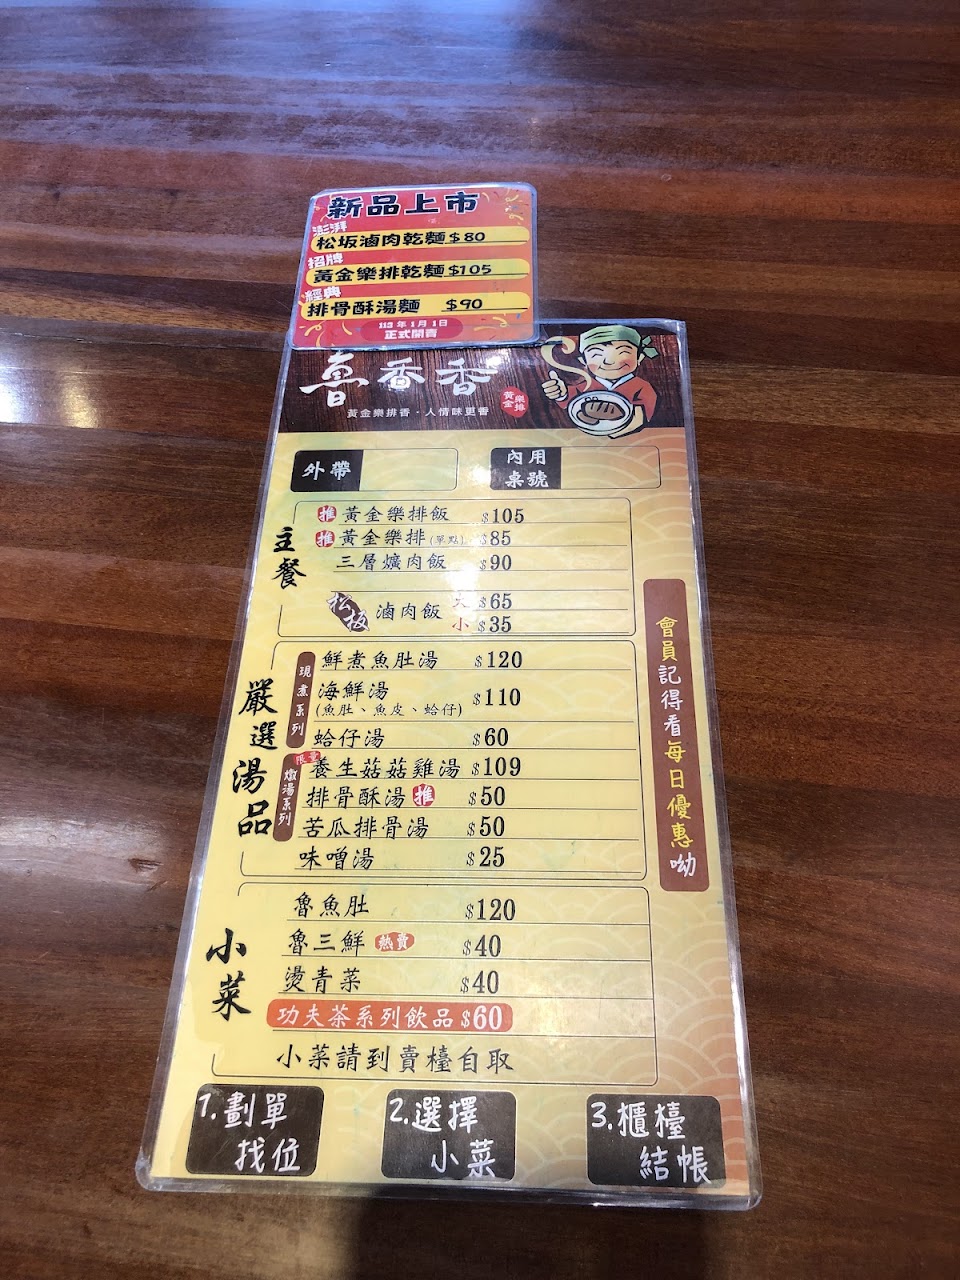 新品上市
澎湃
松坂滷肉乾麵$80
招牌
黃金樂排乾麵$105
經典
排骨酥湯麵 $90
113年1月1日
正式開賣
魯香香
黃金樂排香・人情味更香
黃金樂排
外帶
內用桌號
主餐
推 黃金樂排飯 $105
推 黃金樂排(單點) $85
三層爌肉飯 $90
松板 滷肉飯 大 $65
小 $35
嚴選湯品
現煮系列
鮮煮魚肚湯 $120
海鮮湯 $110
(魚肚、魚皮、蛤仔)
蛤仔湯 $60
限量
燉湯系列
養生菇菇雞湯 $109
排骨酥湯 推 $50
苦瓜排骨湯 $50
味噌湯 $25
小菜
魯魚肚 $120
魯三鮮 熱賣 $40
燙青菜 $40
功夫茶系列飲品 $60
小菜請到賣檯自取
會員記得看每日優惠呦
1.劃單
找位
2.選擇
小菜
3.櫃檯
結帳